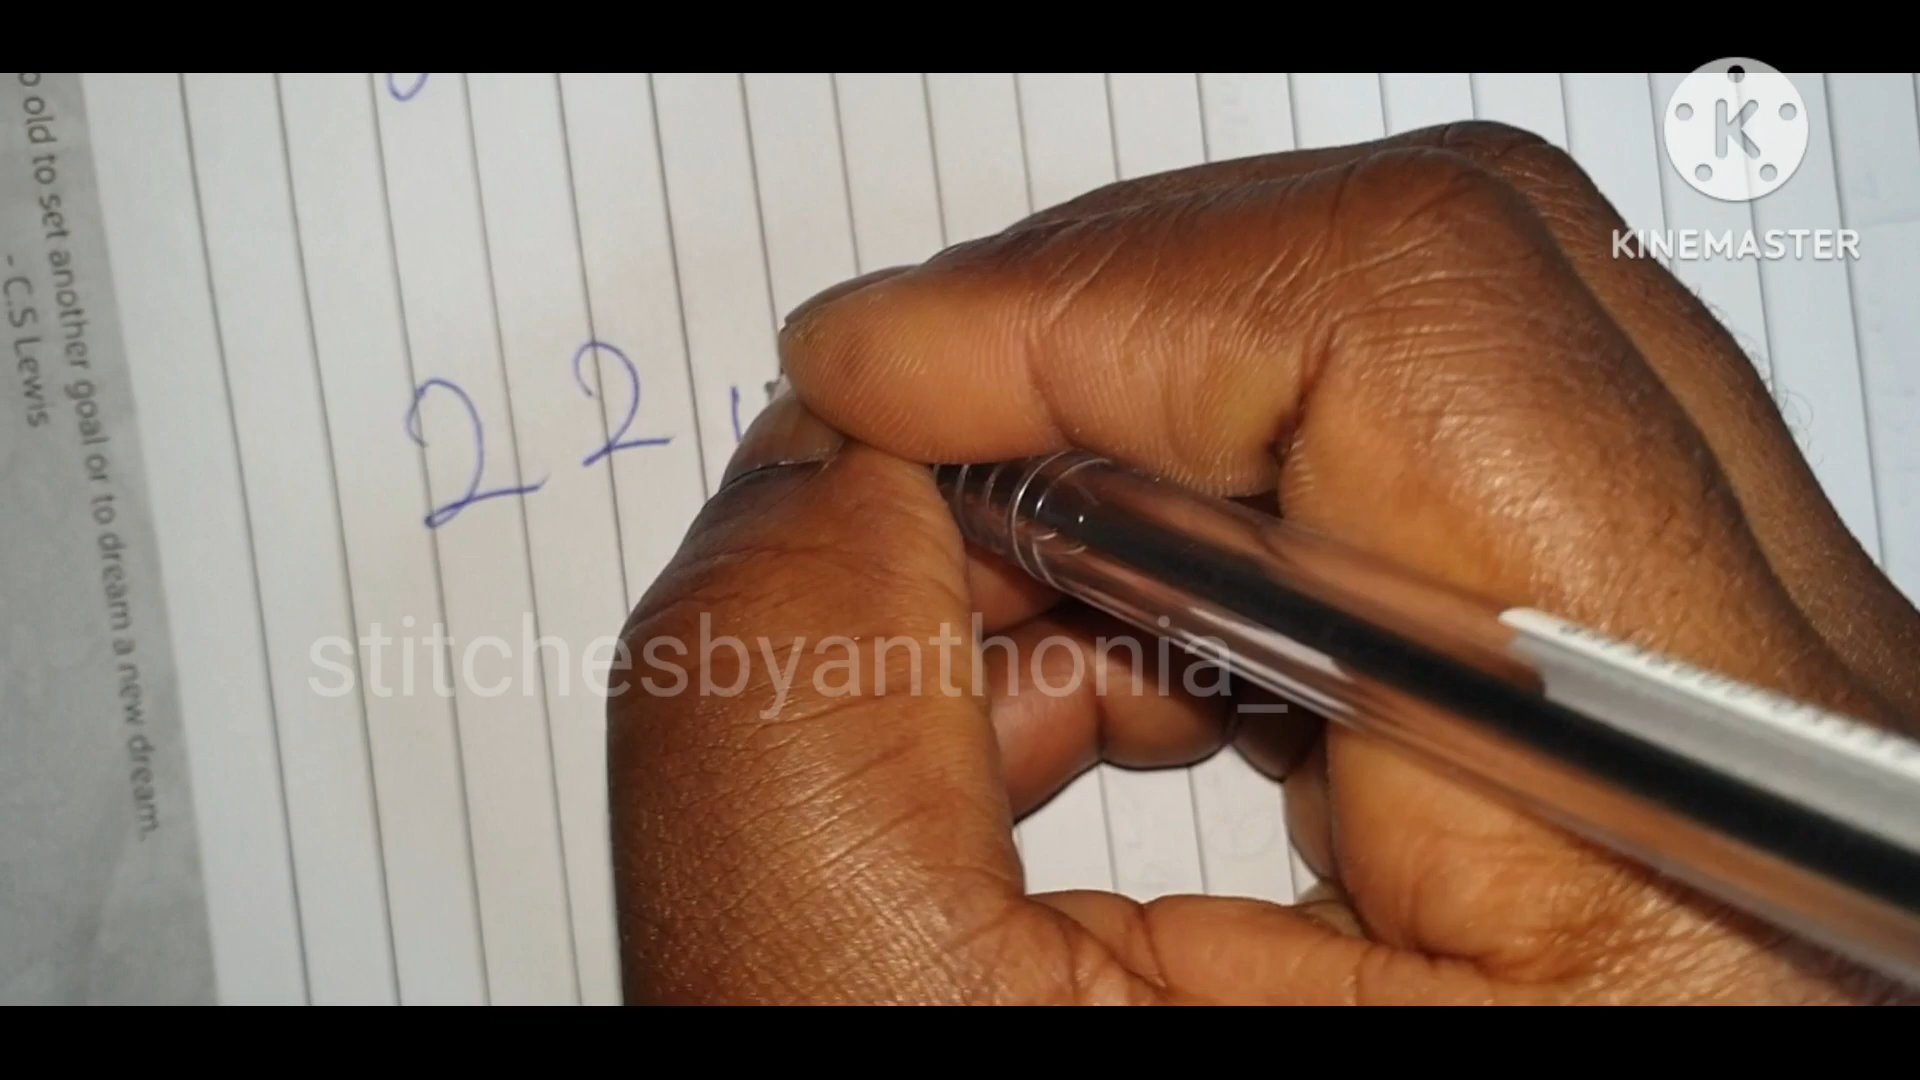 o old to set another goal or to dream a new dream.
- C.S Lewis
22
stitchesbyanthonia_
K
KINEMASTER